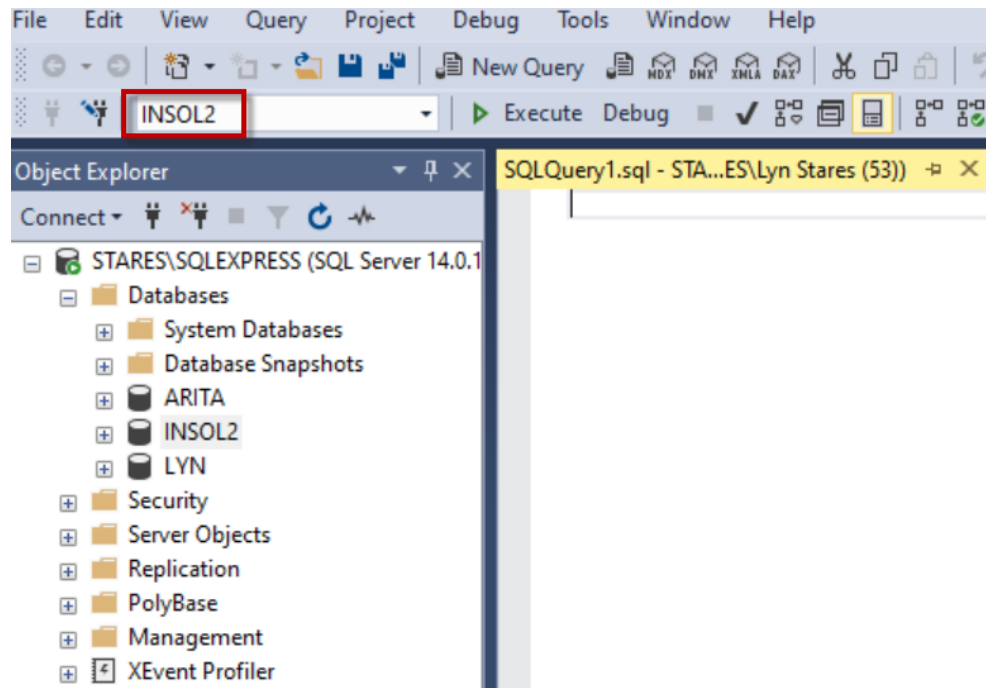 File Edit View Query Project Debug Tools Window Help
New Query MDX DMX XMLA DAX
INSOL2 Execute Debug
Object Explorer
SQLQuery1.sql - STA...ES\Lyn Stares (53))
Connect
STARES\SQLEXPRESS (SQL Server 14.0.1
Databases
System Databases
Database Snapshots
ARITA
INSOL2
LYN
Security
Server Objects
Replication
PolyBase
Management
XEvent Profiler